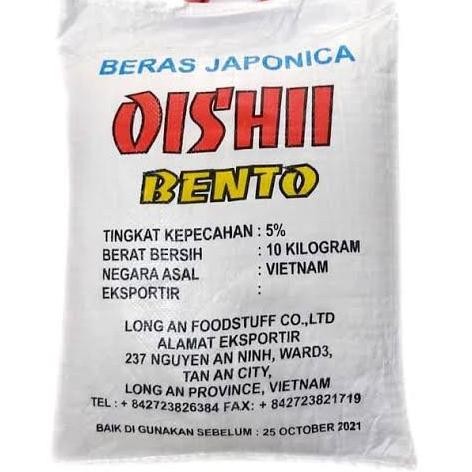 BERAS JAPONICA
OISHII
BENTO
TINGKAT KEPECAHAN : 5%
BERAT BERSIH : 10 KILOGRAM
NEGARA ASAL : VIETNAM
EKSPORTIR :
LONG AN FOODSTUFF CO.,LTD
ALAMAT EKSPORTIR
237 NGUYEN AN NINH, WARD3,
TAN AN CITY,
LONG AN PROVINCE, VIETNAM
TEL : + 842723826384 FAX: + 842723821719
BAIK DI GUNAKAN SEBELUM : 25 OCTOBER 2021